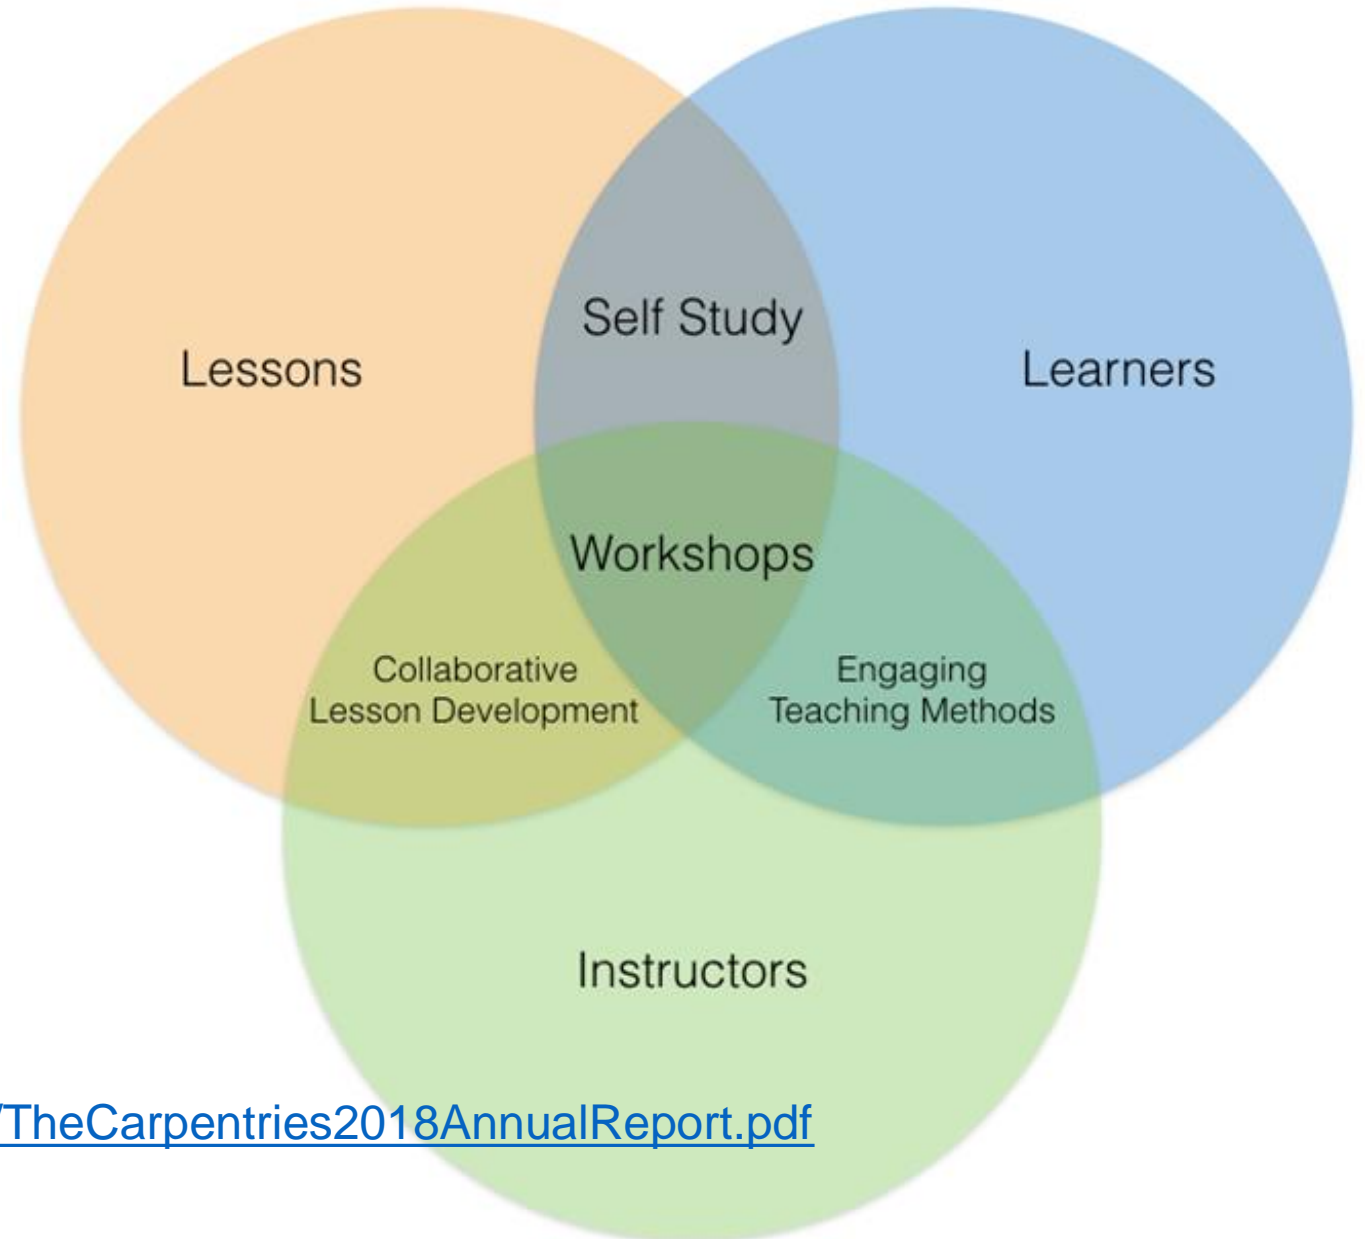 Self Study
Lessons
Learners
Workshops
Collaborative
Lesson Development
Engaging
Teaching Methods
Instructors
/TheCarpentries2018AnnualReport.pdf